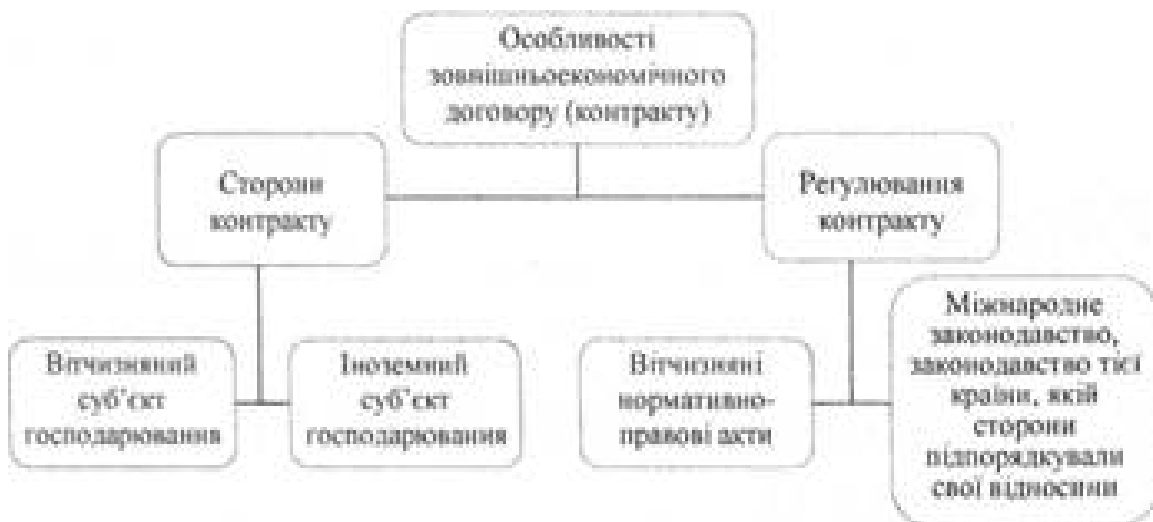 Особливості
зовнішньоекономічного
договору (контракту)
Сторони
контракту
Регулювання
контракту
Вітчизняний
суб'єкт
господарювання
Іноземний
суб'єкт
господарювання
Вітчизняні
нормативно-
правові акти
Міжнародне
законодавство,
законодавство тієї
країни, якій
сторони
підпорядкували
свої відносини